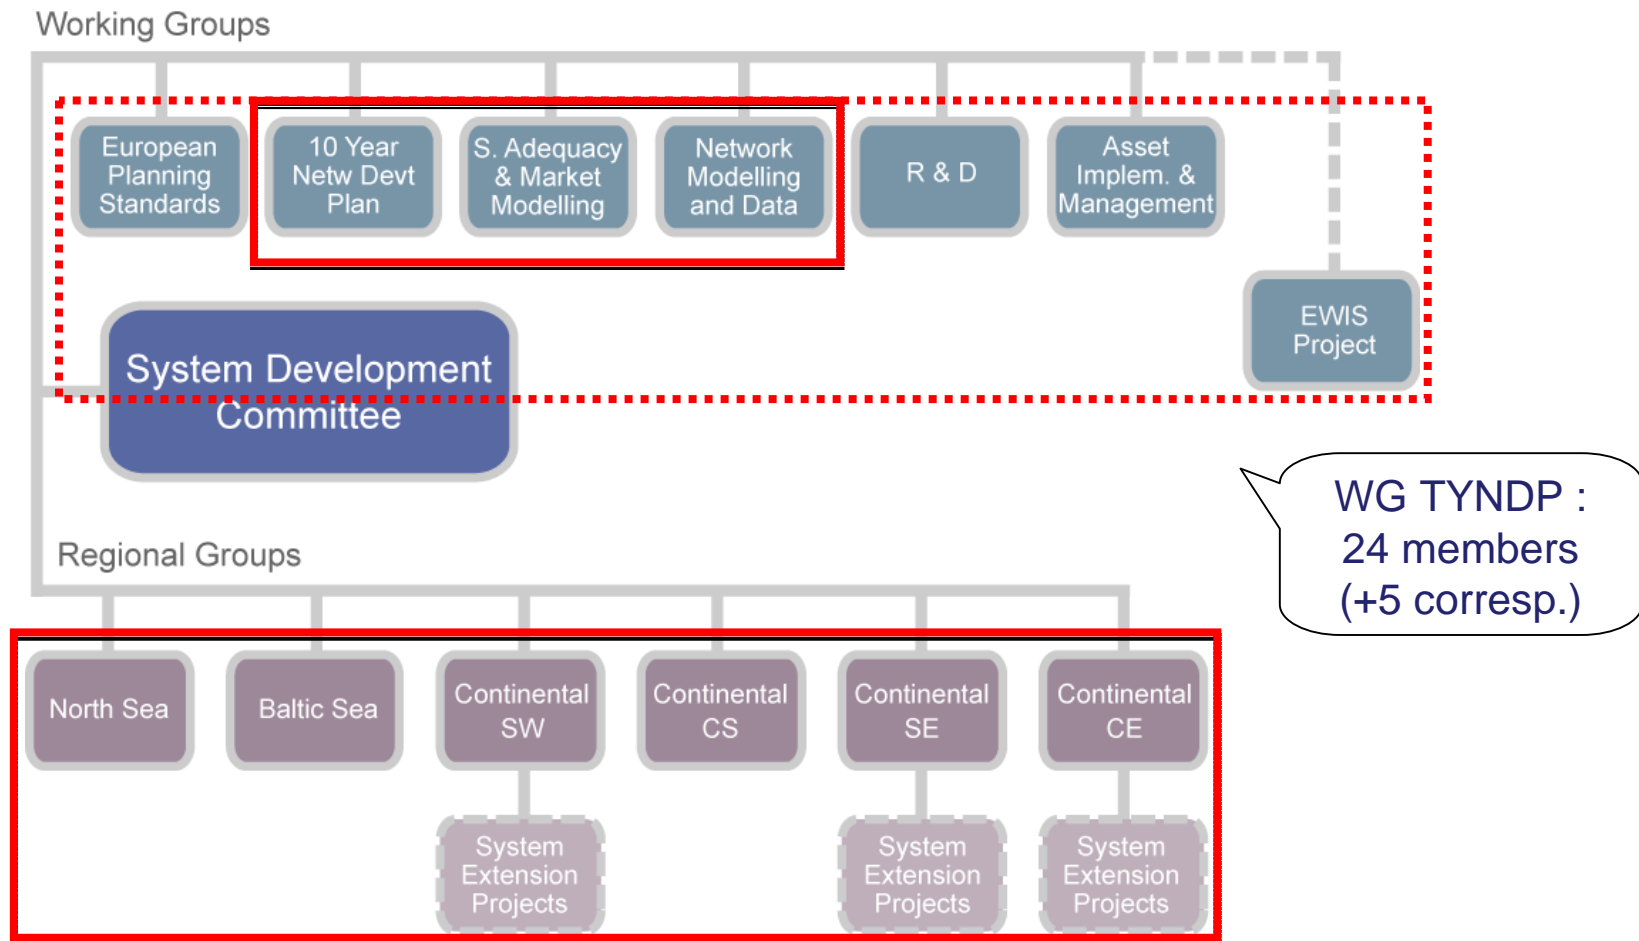 Working Groups
European
Planning
Standards
10 Year
Netw Devt
Plan
S. Adequacy
& Market
Modelling
Network
Modelling
and Data
R & D
Asset
Implem. &
Management
EWIS
Project
System Development
Committee
WG TYNDP :
24 members
(+5 corresp.)
Regional Groups
North Sea
Baltic Sea
Continental
SW
Continental
CS
Continental
SE
Continental
CE
System
Extension
Projects
System
Extension
Projects
System
Extension
Projects